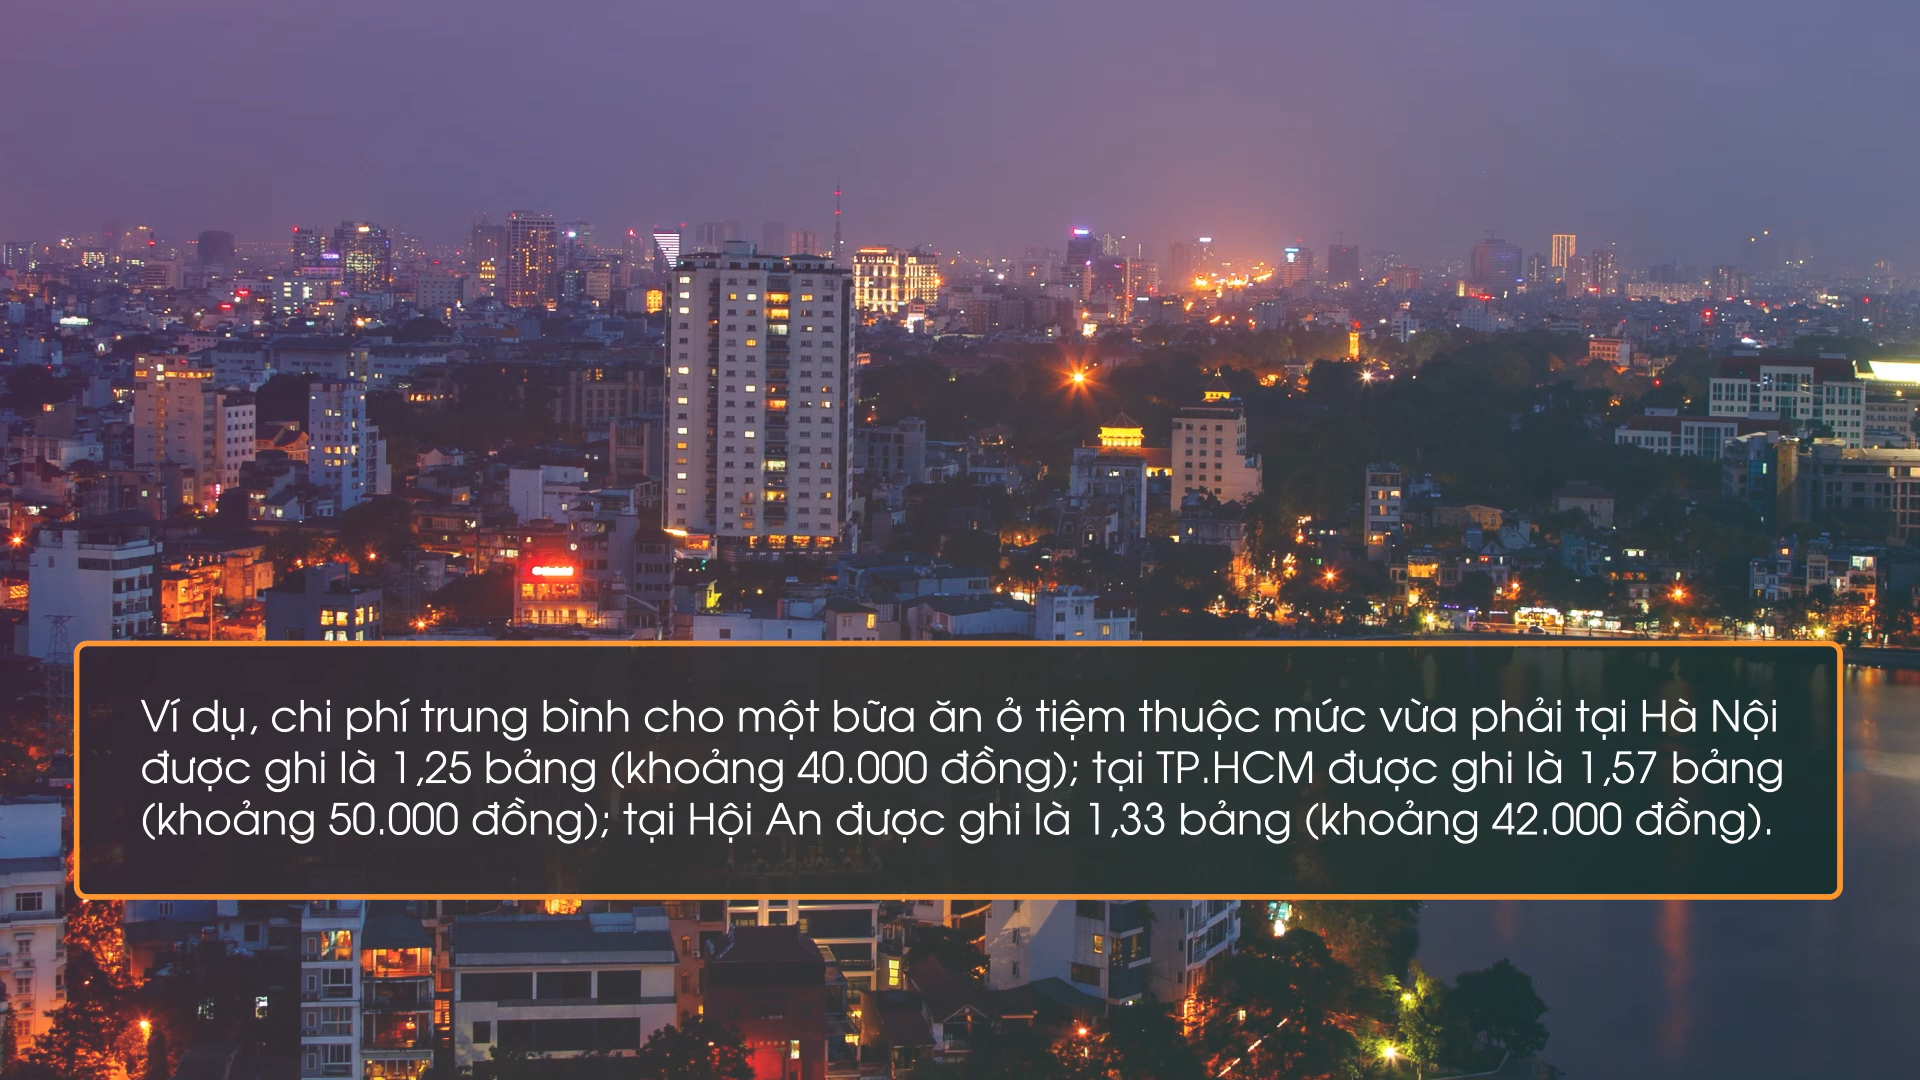 Ví dụ, chi phí trung bình cho một bữa ăn ở tiệm thuộc mức vừa phải tại Hà Nội
được ghi là 1,25 bảng (khoảng 40.000 đồng); tại TP.HCM được ghi là 1,57 bảng
(khoảng 50.000 đồng); tại Hội An được ghi là 1,33 bảng (khoảng 42.000 đồng).